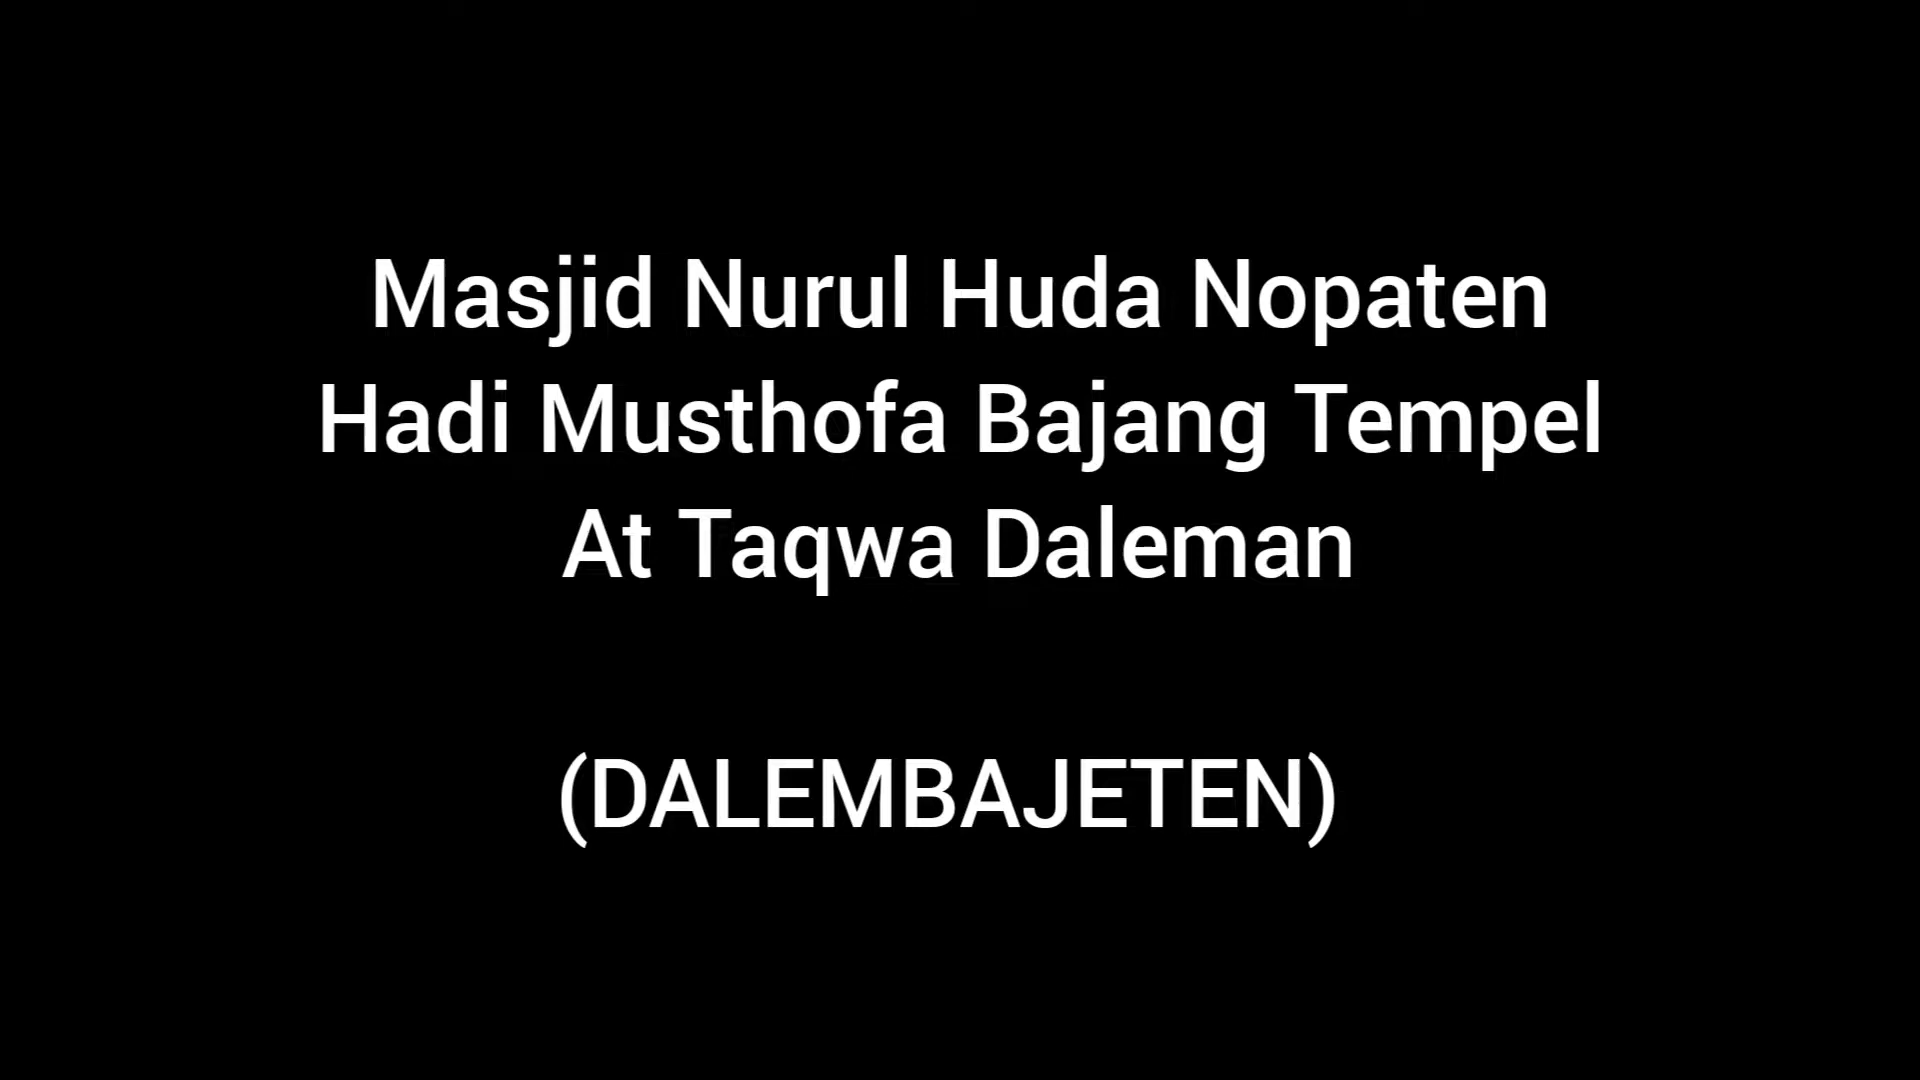 Masjid Nurul Huda Nopaten
Hadi Musthofa Bajang Tempel
At Taqwa Daleman
(DALEMBAJETEN)